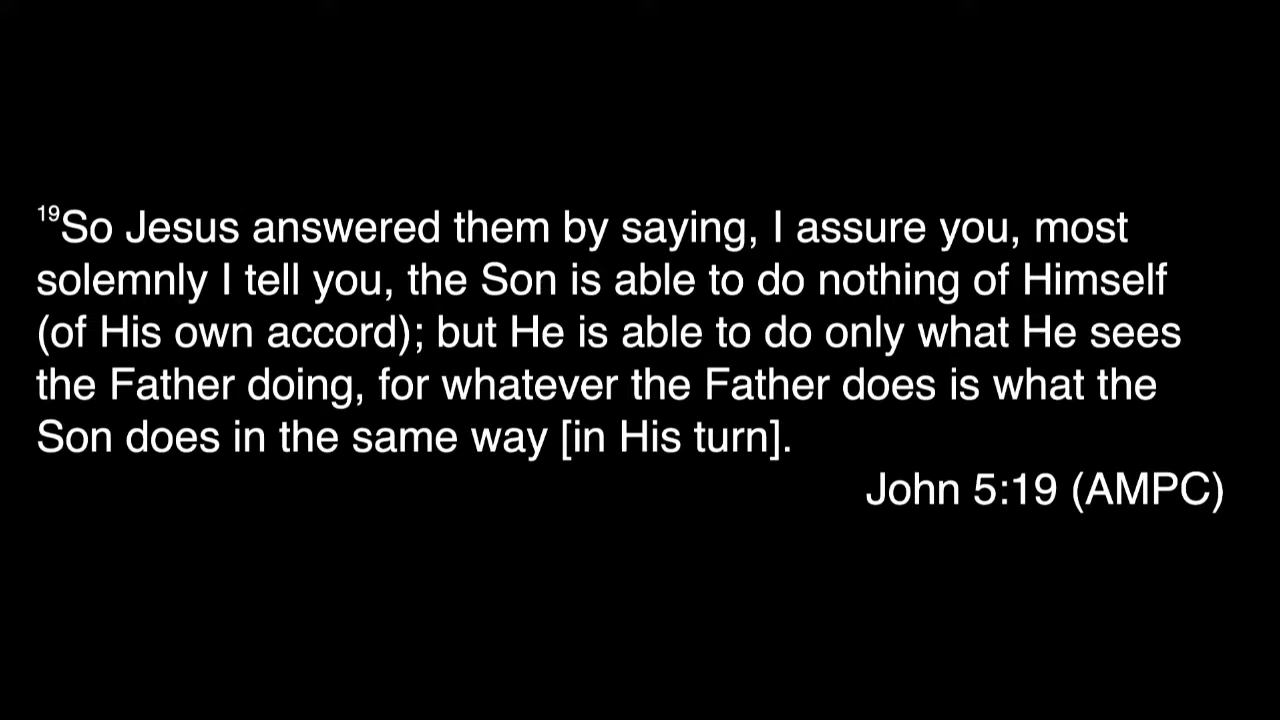 19So Jesus answered them by saying, I assure you, most
solemnly I tell you, the Son is able to do nothing of Himself
(of His own accord); but He is able to do only what He sees
the Father doing, for whatever the Father does is what the
Son does in the same way [in His turn].
John 5:19 (AMPC)